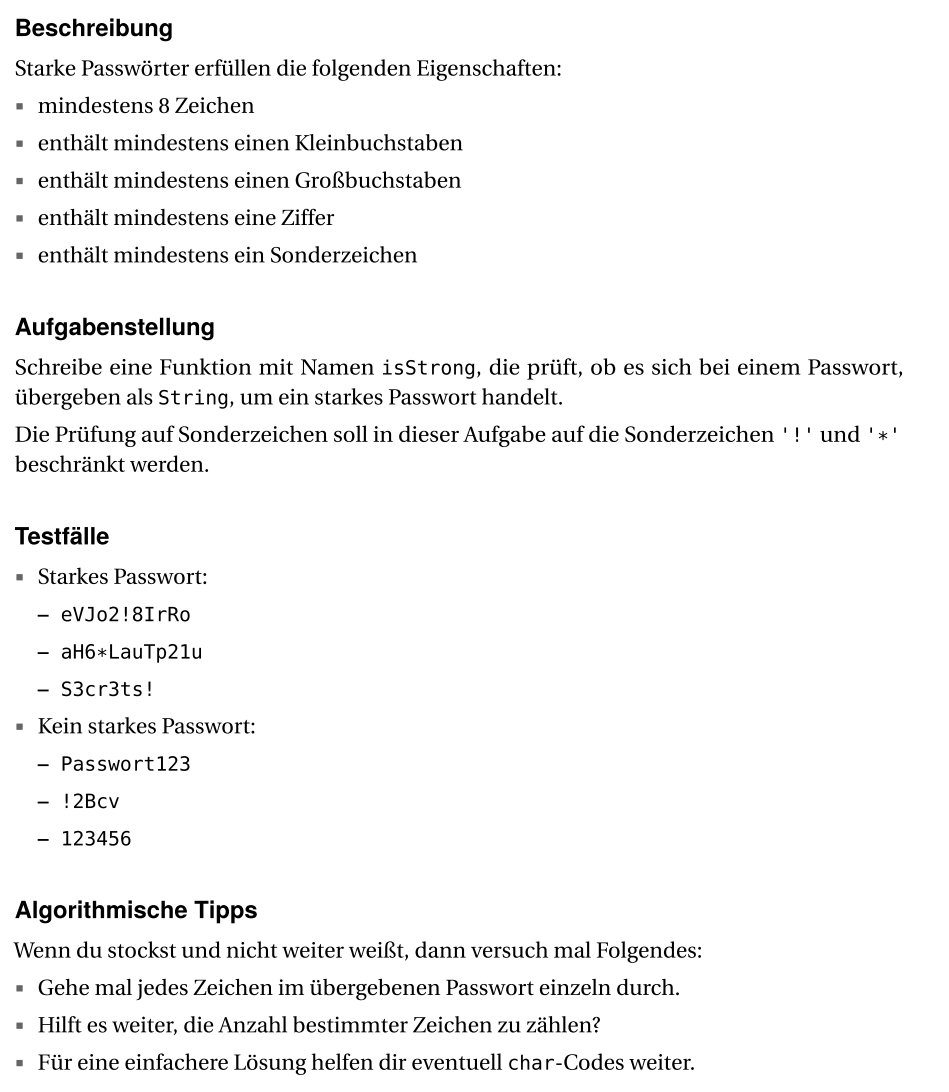 Beschreibung
Starke Passwörter erfüllen die folgenden Eigenschaften:
▪ mindestens 8 Zeichen
▪ enthält mindestens einen Kleinbuchstaben
▪ enthält mindestens einen Großbuchstaben
▪ enthält mindestens eine Ziffer
▪ enthält mindestens ein Sonderzeichen
Aufgabenstellung
Schreibe eine Funktion mit Namen isStrong, die prüft, ob es sich bei einem Passwort,
übergeben als String, um ein starkes Passwort handelt.
Die Prüfung auf Sonderzeichen soll in dieser Aufgabe auf die Sonderzeichen '!' und '*'
beschränkt werden.
Testfälle
▪ Starkes Passwort:
– eVJo2!8IrRo
– aH6*LauTp21u
– S3cr3ts!
▪ Kein starkes Passwort:
– Passwort123
– !2Bcv
– 123456
Algorithmische Tipps
Wenn du stockst und nicht weiter weißt, dann versuch mal Folgendes:
▪ Gehe mal jedes Zeichen im übergebenen Passwort einzeln durch.
▪ Hilft es weiter, die Anzahl bestimmter Zeichen zu zählen?
▪ Für eine einfachere Lösung helfen dir eventuell char-Codes weiter.